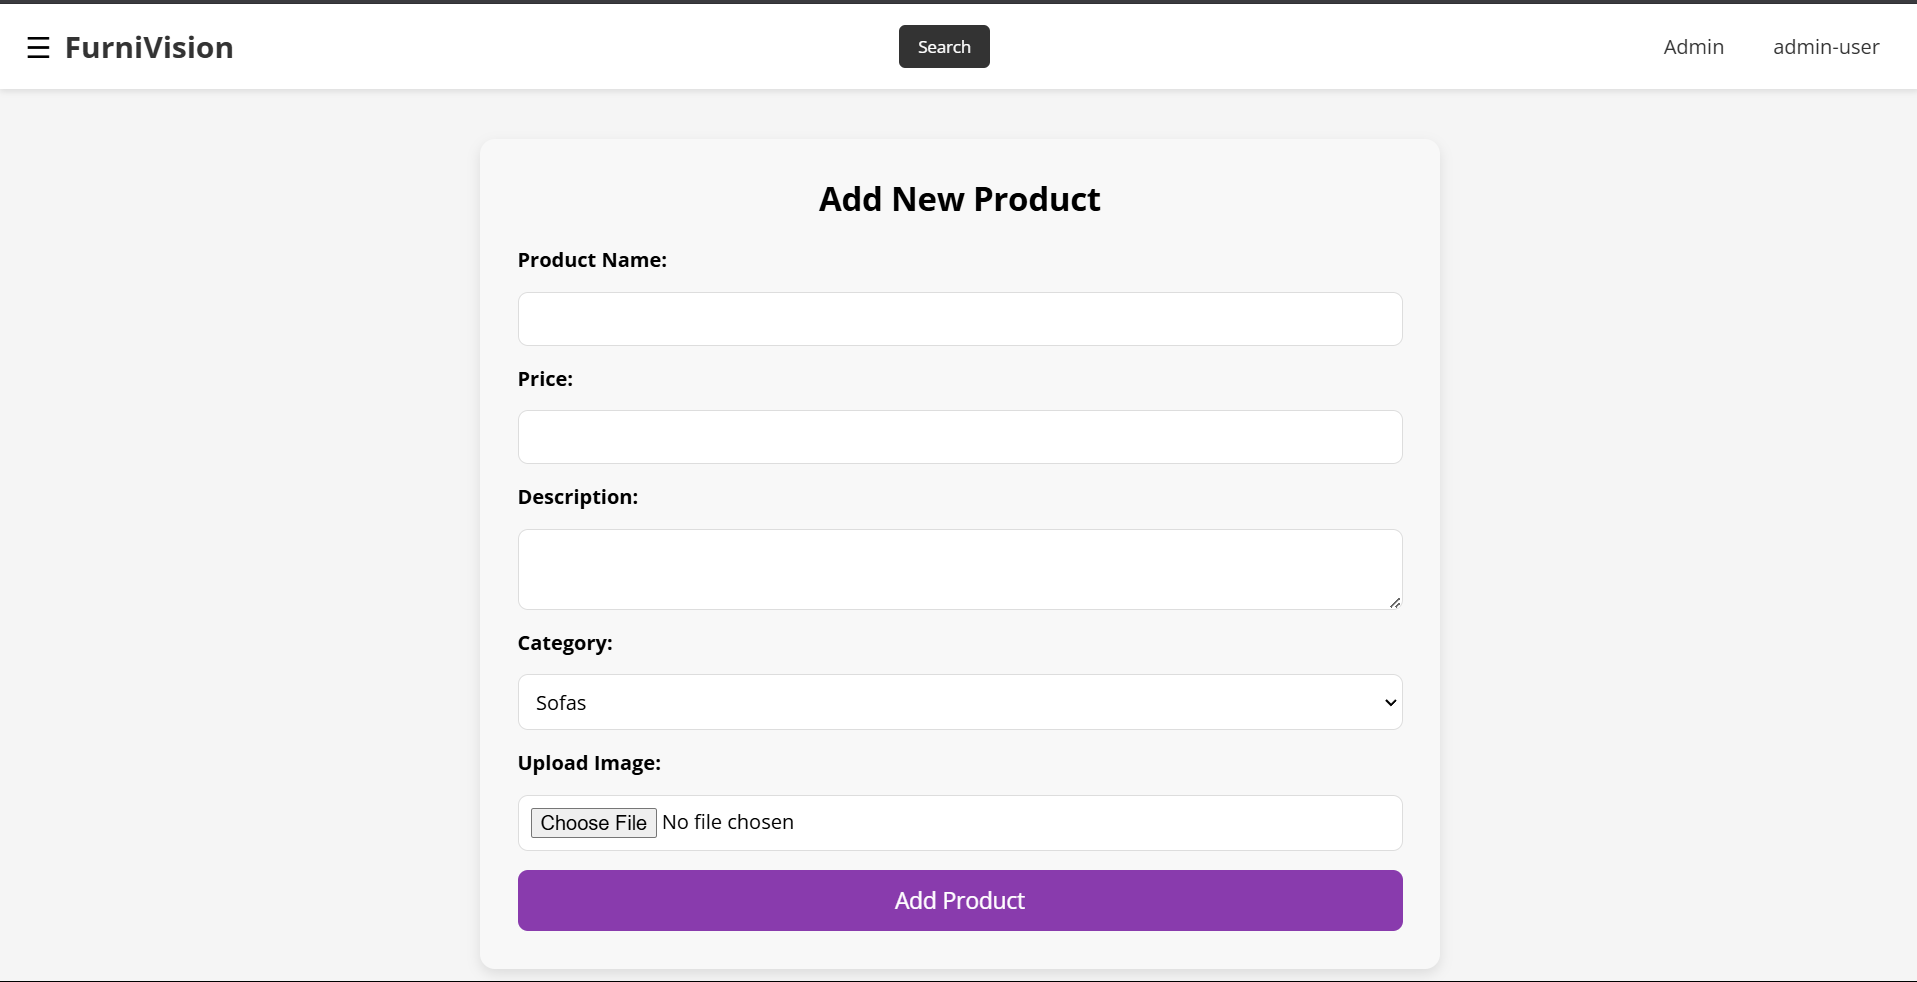 ☰ FurniVision
Search
Admin
admin-user
Add New Product
Product Name:
Price:
Description:
Category:
Sofas
Upload Image:
Choose File No file chosen
Add Product